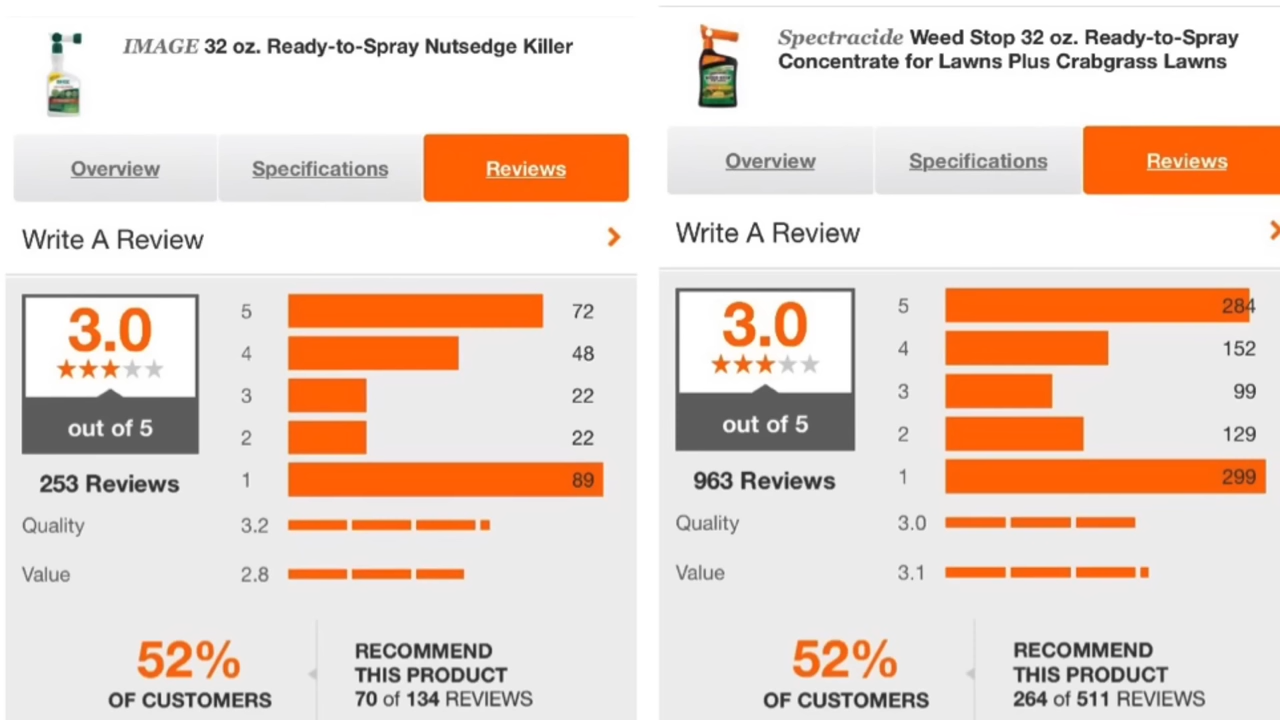 IMAGE 32 oz. Ready-to-Spray Nutsedge Killer
Overview
Specifications
Reviews
Write A Review
3.0
out of 5
253 Reviews
5 72
4 48
3 22
2 22
1 89
Quality 3.2
Value 2.8
52%
OF CUSTOMERS
RECOMMEND
THIS PRODUCT
70 of 134 REVIEWS
Spectracide Weed Stop 32 oz. Ready-to-Spray
Concentrate for Lawns Plus Crabgrass Lawns
Overview
Specifications
Reviews
Write A Review
3.0
out of 5
963 Reviews
5 284
4 152
3 99
2 129
1 299
Quality 3.0
Value 3.1
52%
OF CUSTOMERS
RECOMMEND
THIS PRODUCT
264 of 511 REVIEWS